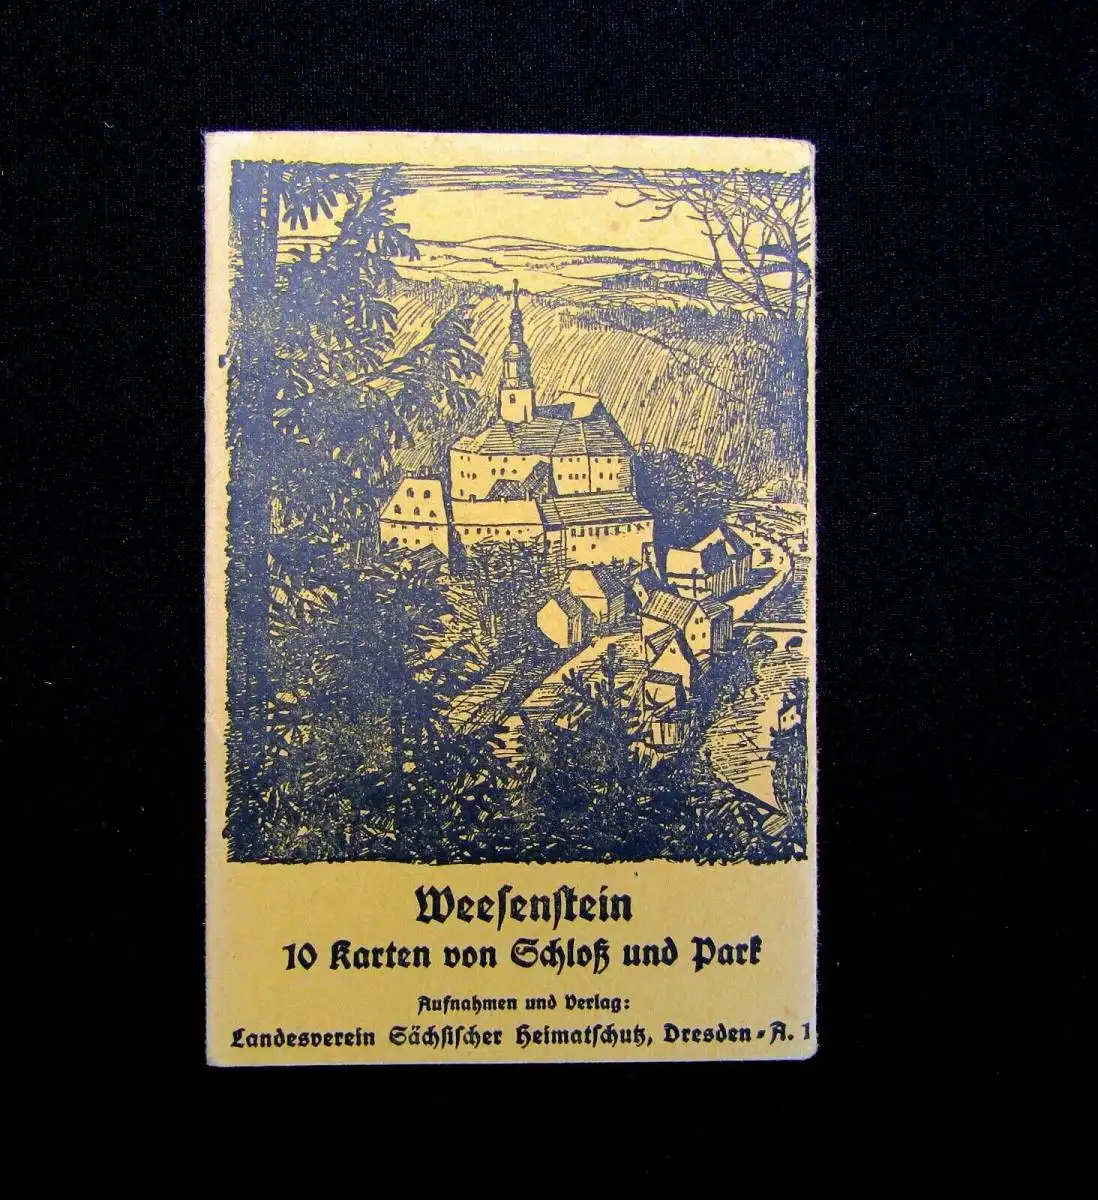 Weesenstein
10 Karten von Schloß und Park
Aufnahmen und Verlag:
Landesverein Sächsischer Heimatschutz, Dresden-A. 1